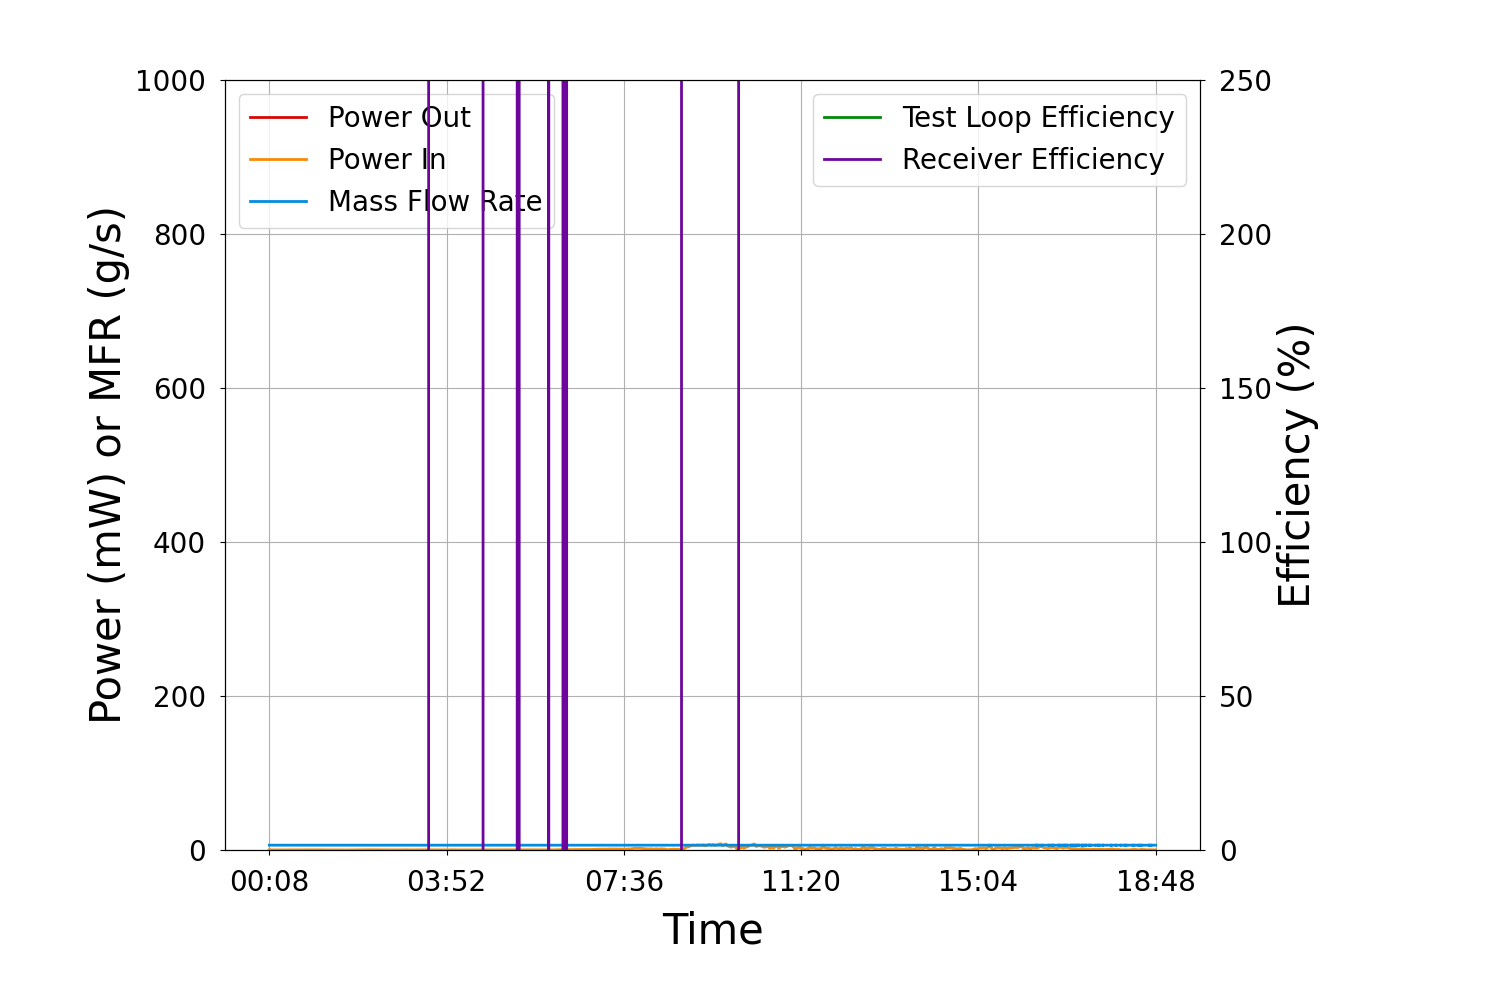 1000
800
600
400
200
0
Power (mW) or MFR (g/s)
Power Out
Power In
Mass Flow Rate
Test Loop Efficiency
Receiver Efficiency
250
200
150
100
50
0
Efficiency (%)
00:08 03:52 07:36 11:20 15:04 18:48
Time